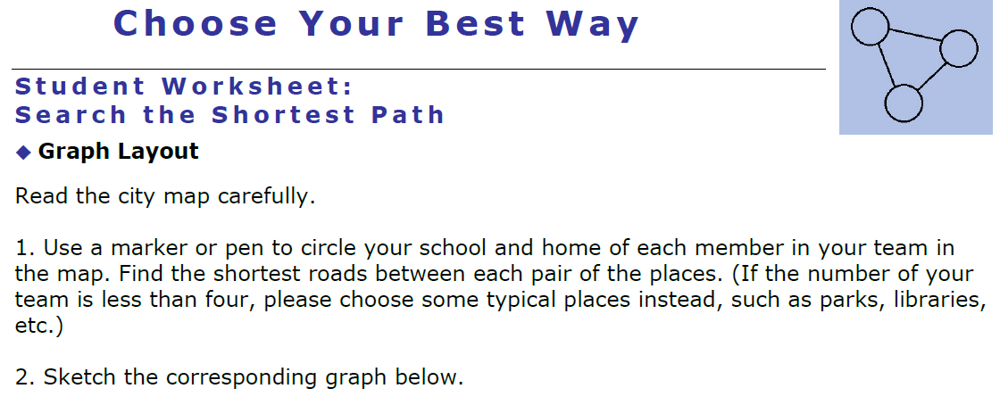 Choose Your Best Way
Student Worksheet:
Search the Shortest Path
◆ Graph Layout
Read the city map carefully.
1. Use a marker or pen to circle your school and home of each member in your team in
the map. Find the shortest roads between each pair of the places. (If the number of your
team is less than four, please choose some typical places instead, such as parks, libraries,
etc.)
2. Sketch the corresponding graph below.